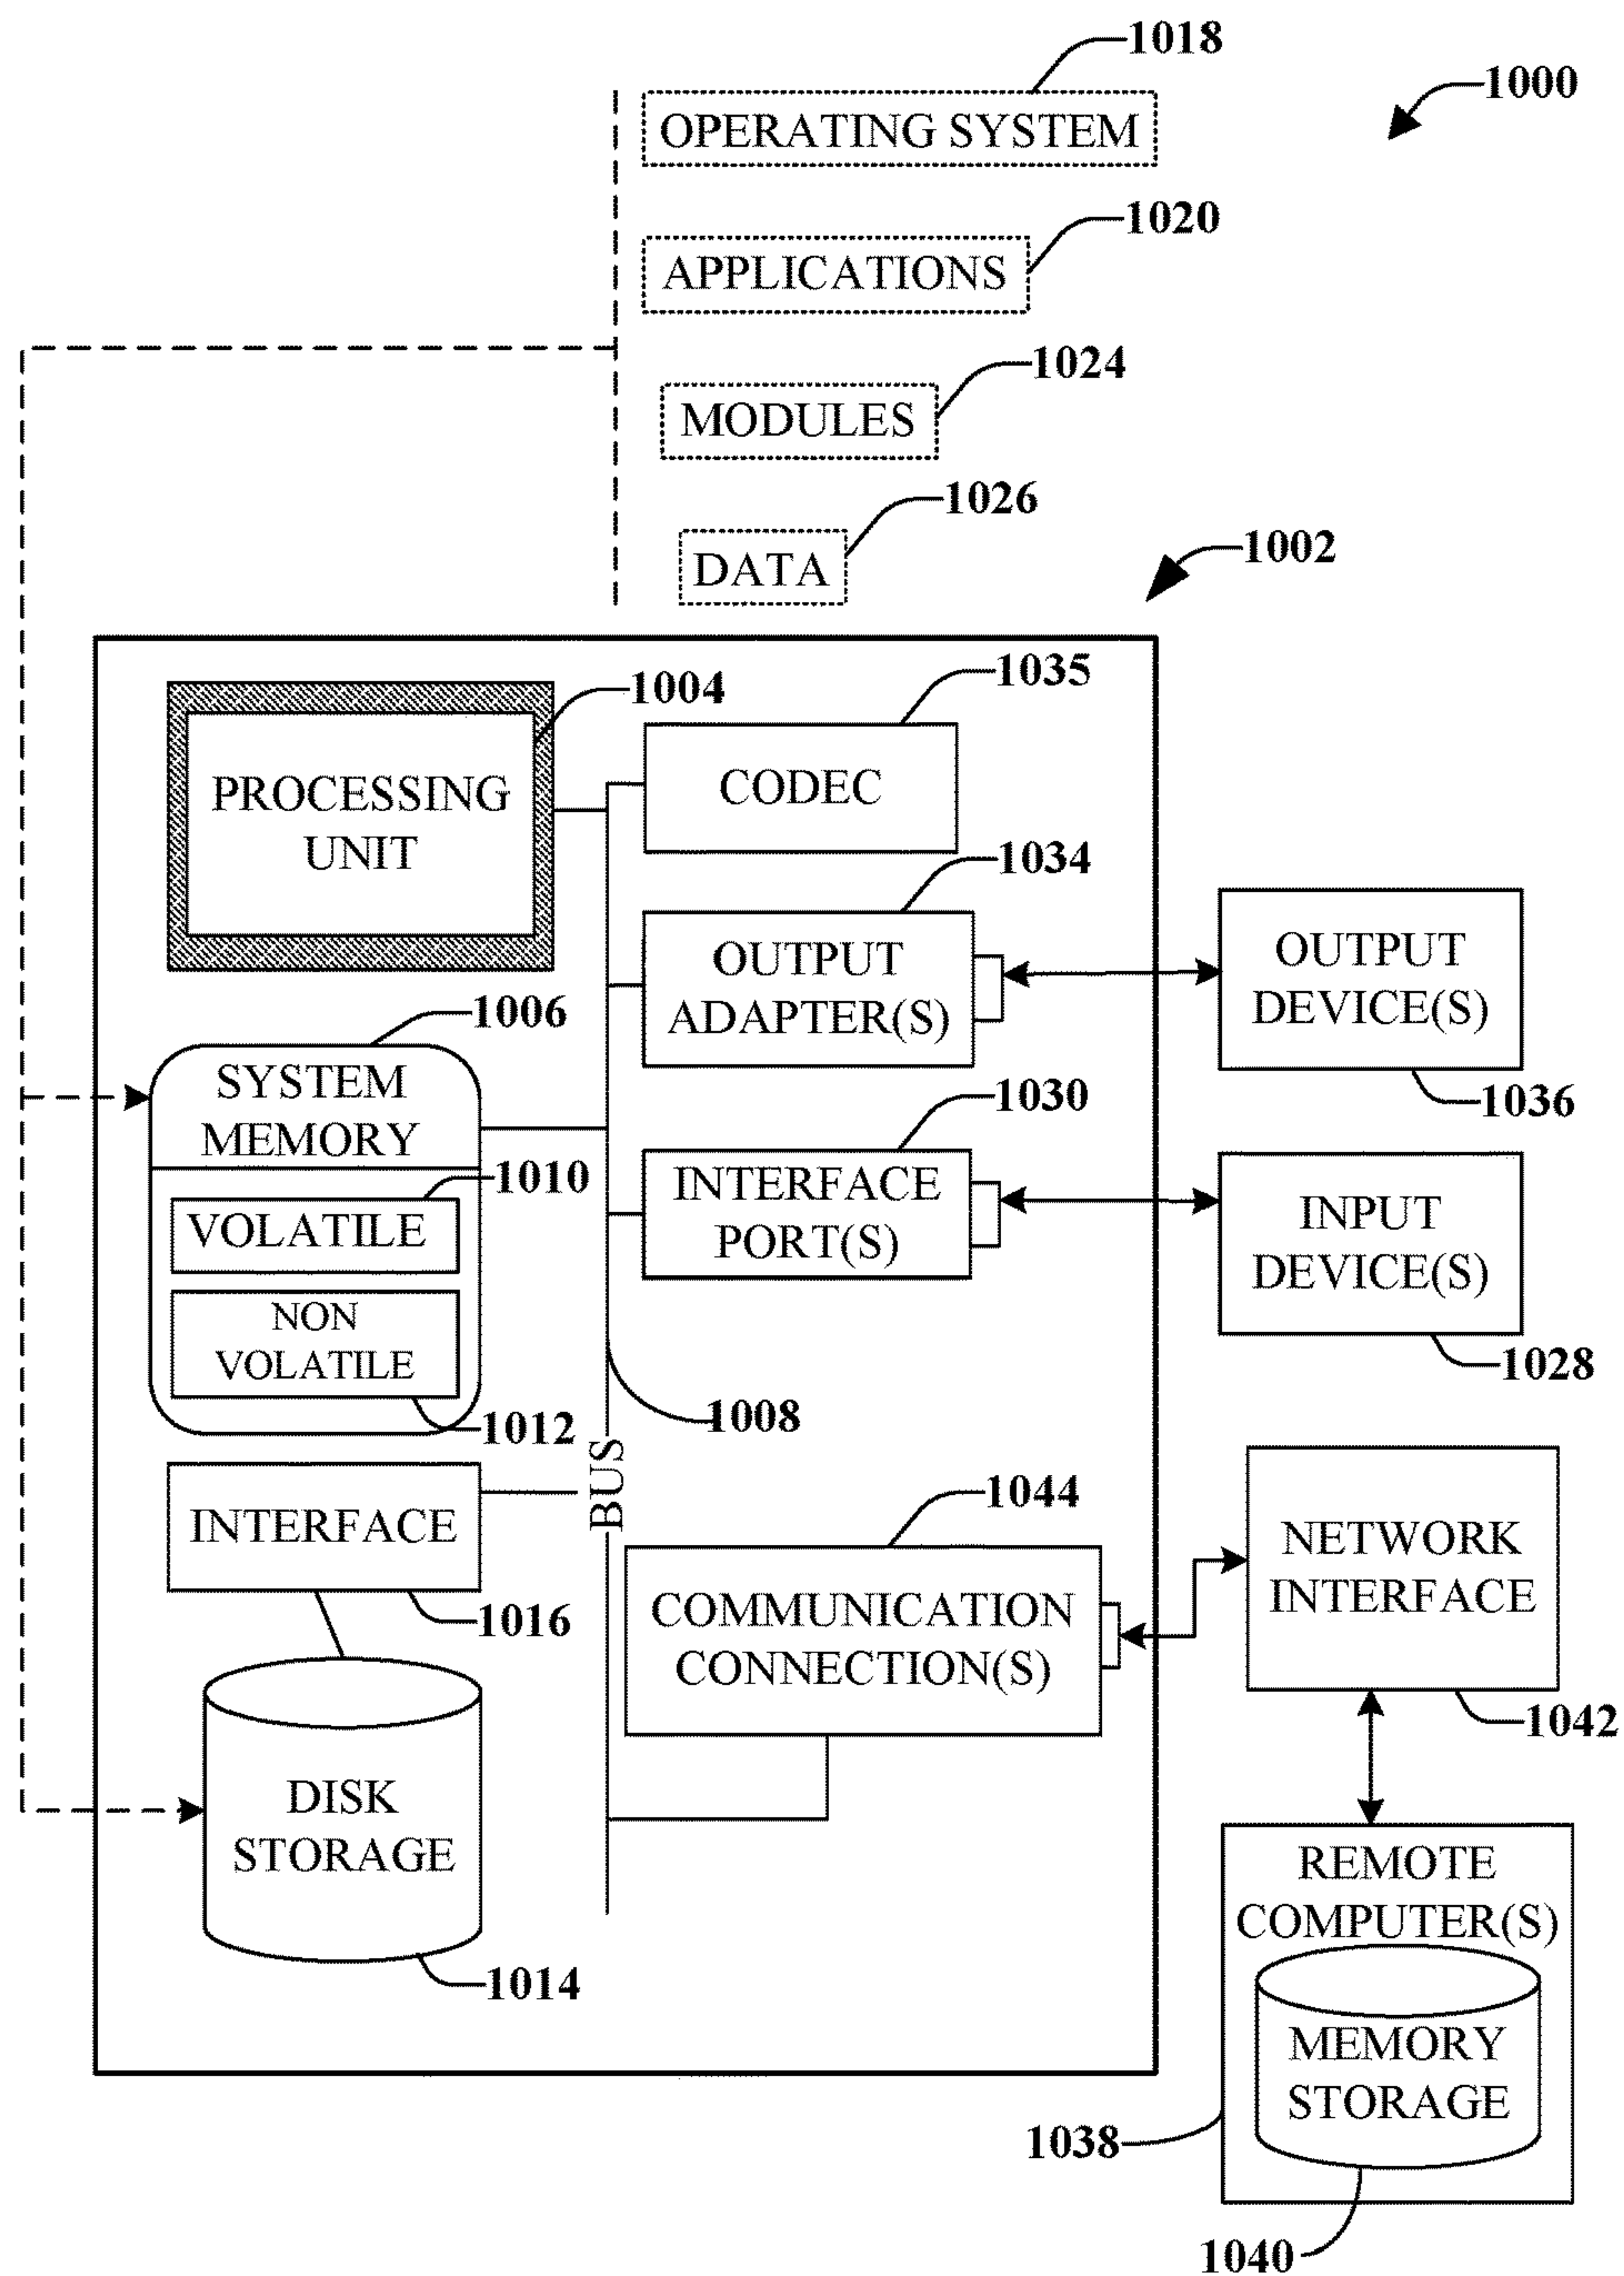 1018
1000
OPERATING SYSTEM
1020
APPLICATIONS
1024
MODULES
1026
DATA
1002
1035
1004
CODEC
PROCESSING
UNIT
1034
OUTPUT
ADAPTER(S)
OUTPUT
DEVICE(S)
1036
1006
SYSTEM
MEMORY
1030
INTERFACE
PORT(S)
INPUT
DEVICE(S)
1028
1010
VOLATILE
NON
VOLATILE
1012
1008
BUS
INTERFACE
1016
1044
COMMUNICATION
CONNECTION(S)
NETWORK
INTERFACE
1042
DISK
STORAGE
1014
REMOTE
COMPUTER(S)
MEMORY
STORAGE
1038
1040